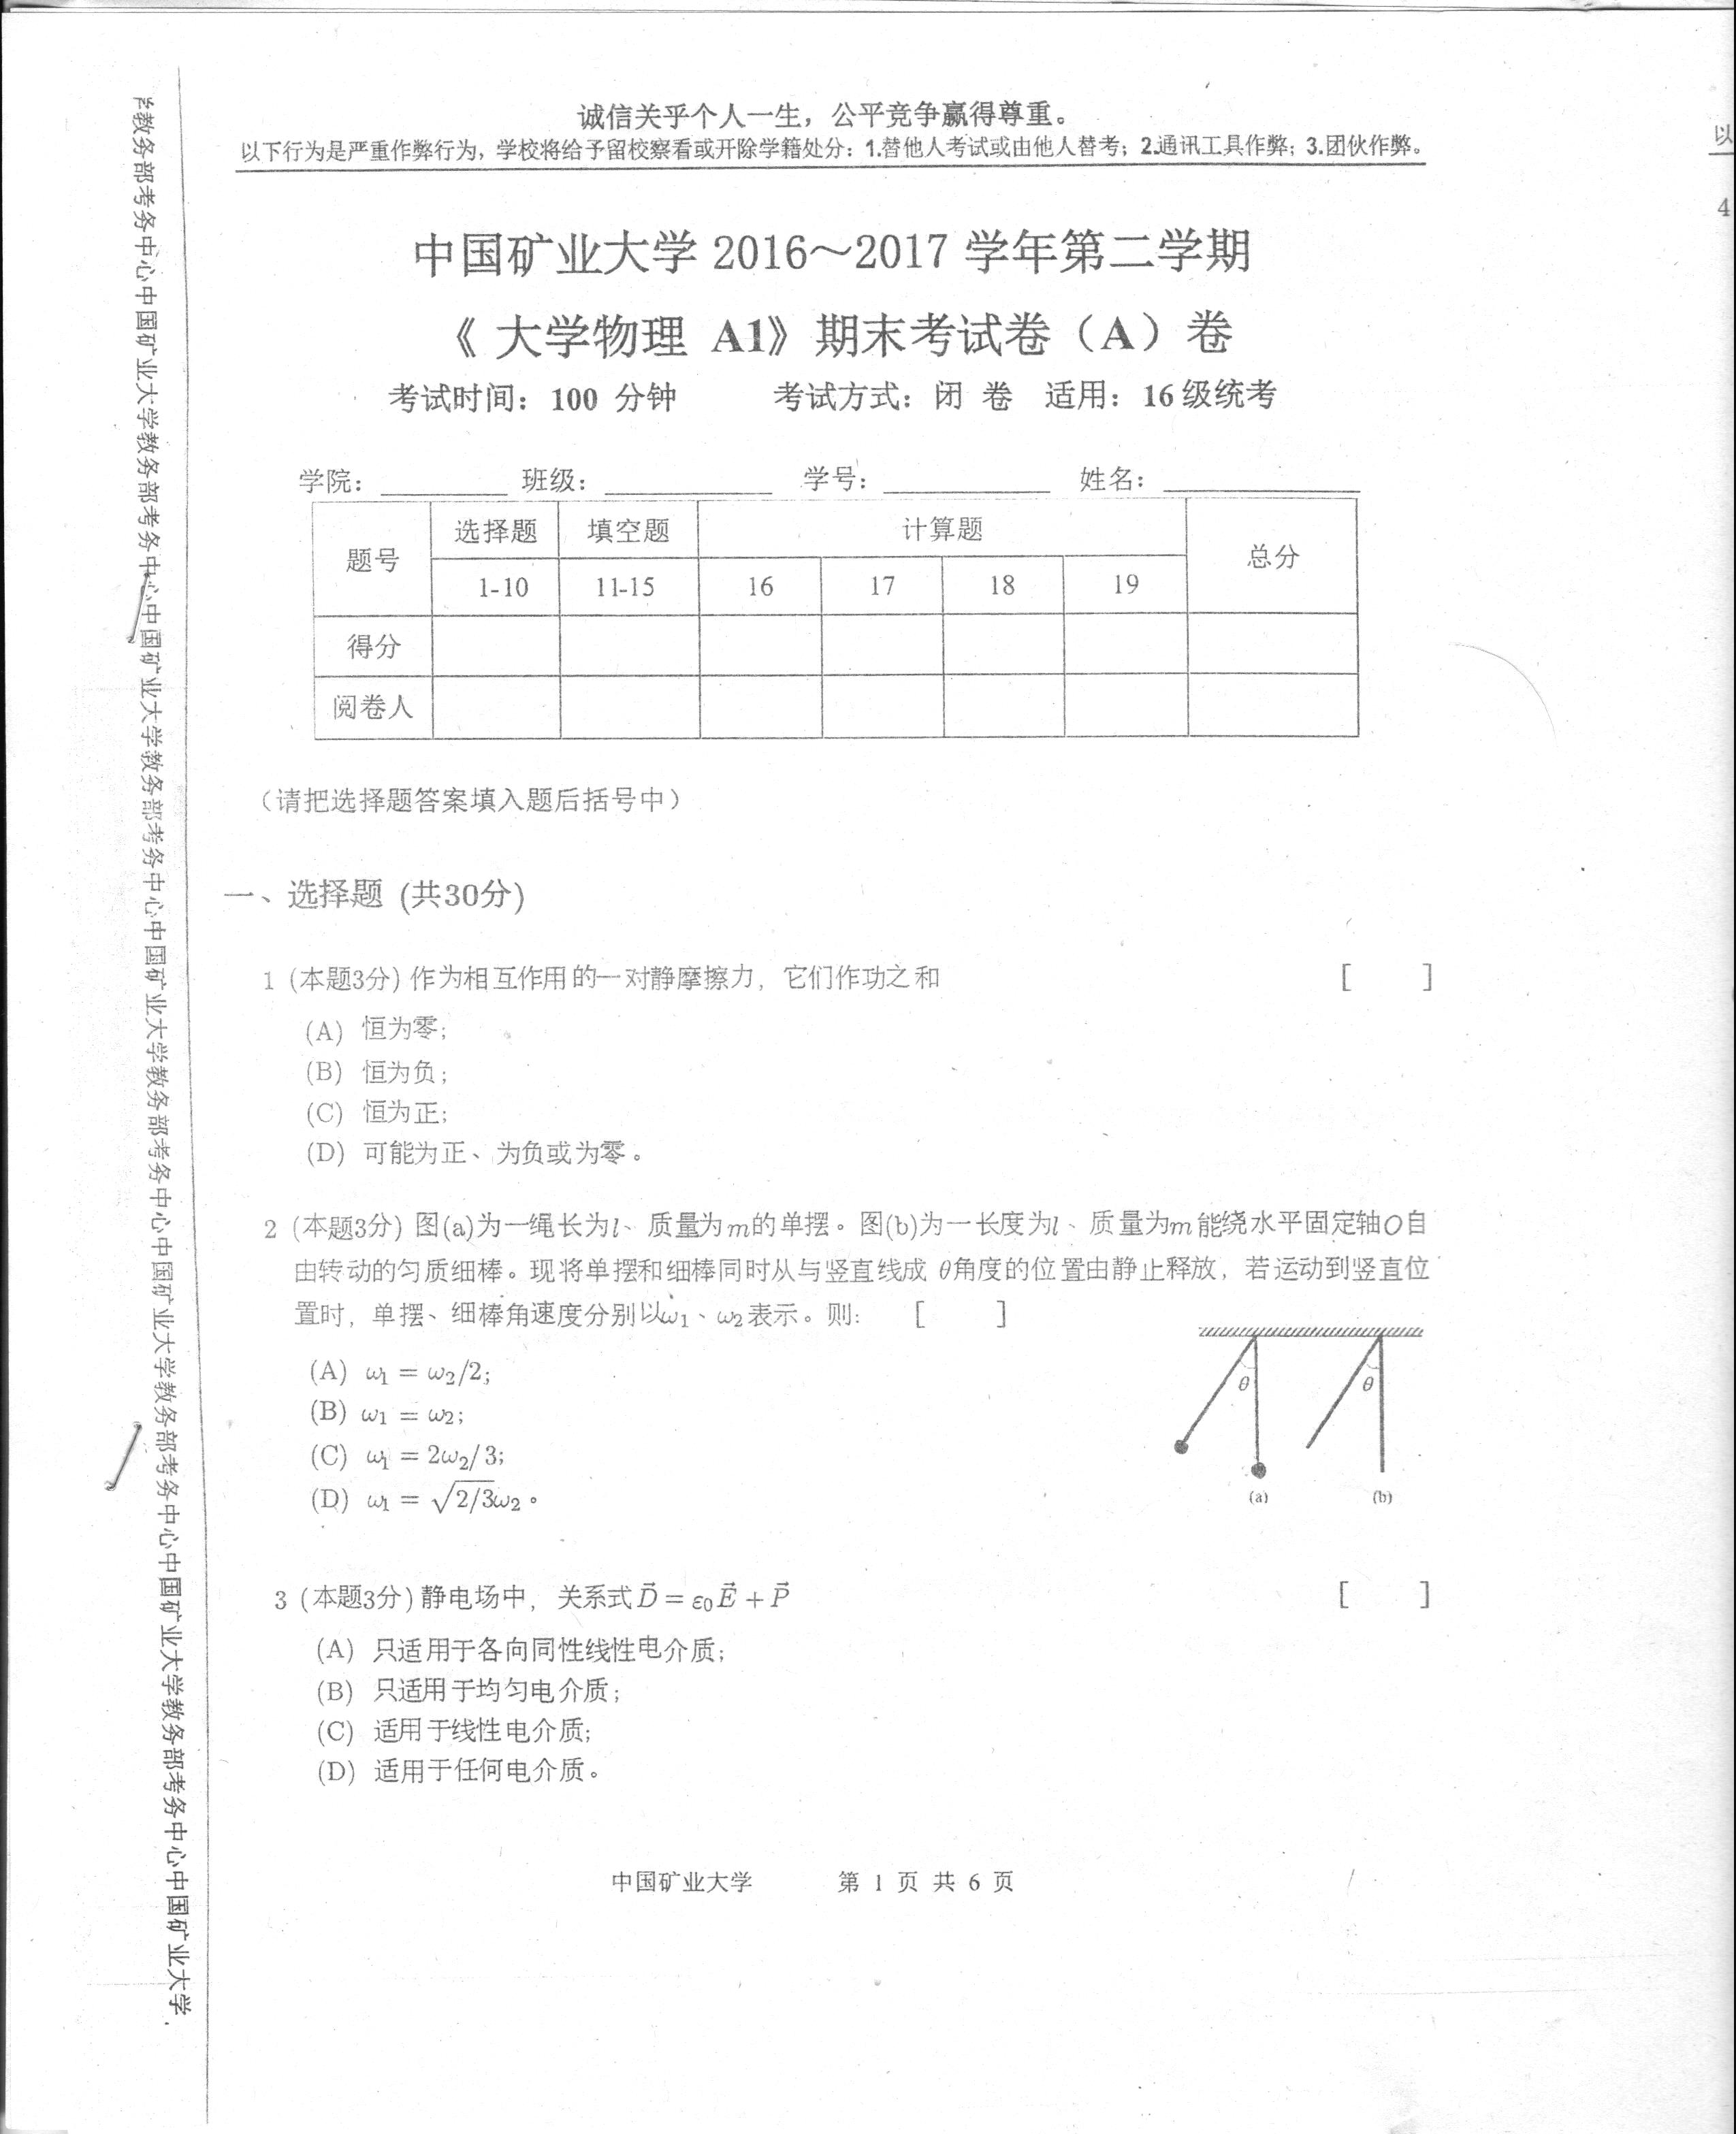 诚信关乎个人一生，公平竞争赢得尊重。
以下行为是严重作弊行为，学校将给予留校察看或开除学籍处分：1.替他人考试或由他人替考；2.通讯工具作弊；3.团伙作弊。
中国矿业大学 2016～2017 学年第二学期
《 大学物理 A1》期末考试卷（A）卷
考试时间：100 分钟 考试方式：闭 卷 适用：16 级统考
学院： 班级： 学号： 姓名：
题号 选择题 填空题 计算题 总分
1-10 11-15 16 17 18 19
得分
阅卷人
（请把选择题答案填入题后括号中）
一、选择题 (共30分)
1 (本题3分) 作为相互作用的一对静摩擦力，它们作功之和 [ ]
(A) 恒为零；
(B) 恒为负；
(C) 恒为正；
(D) 可能为正、为负或为零。
2 (本题3分) 图(a)为一绳长为l、质量为m的单摆。图(b)为一长度为l、质量为m能绕水平固定轴O自
由转动的匀质细棒。现将单摆和细棒同时从与竖直线成 θ角度的位置由静止释放，若运动到竖直位
置时，单摆、细棒角速度分别以ω₁、ω₂表示。则： [ ]
(A) ω₁ = ω₂/2;
(B) ω₁ = ω₂;
(C) ω₁ = 2ω₂/3;
(D) ω₁ = √2/3ω₂。
θ θ
(a) (b)
3 (本题3分) 静电场中，关系式 D⃗ = ε₀E⃗ + P⃗ [ ]
(A) 只适用于各向同性线性电介质；
(B) 只适用于均匀电介质；
(C) 适用于线性电介质；
(D) 适用于任何电介质。
中国矿业大学 第 1 页 共 6 页
教务部考务中心中国矿业大学教务部考务中心中国矿业大学教务部考务中心中国矿业大学教务部考务中心中国矿业大学教务部考务中心中国矿业大学教务部考务中心中国矿业大学
以
4